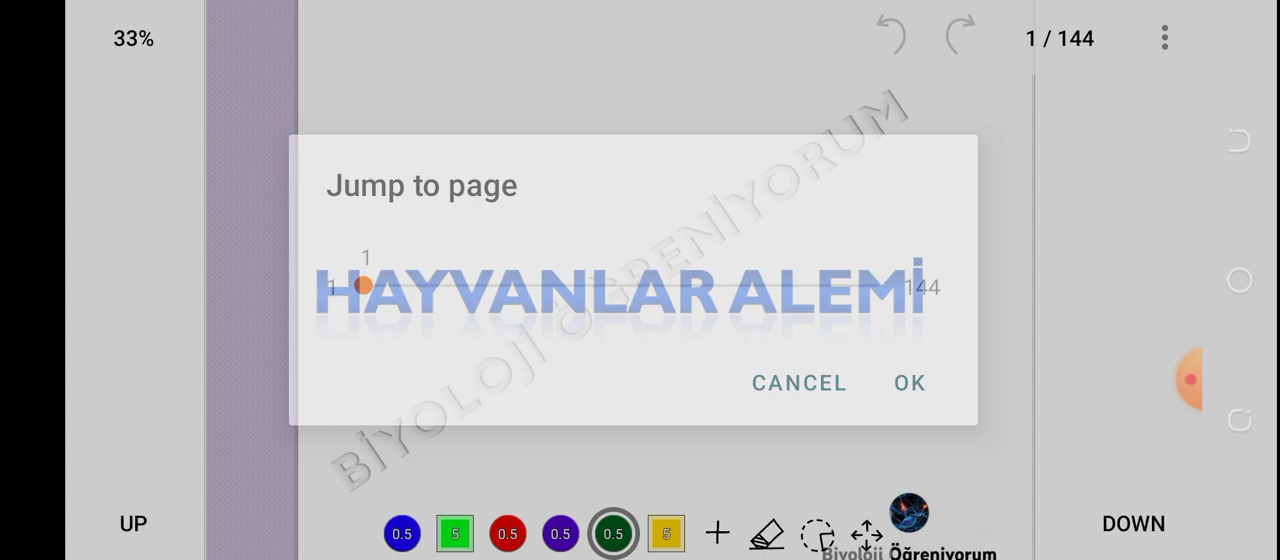 33%
1 / 144
Jump to page
1
1
144
HAYVANLAR ALEMİ
BİYOLOJİ ÖĞRENİYORUM
CANCEL
OK
UP
0.5
5
0.5
0.5
0.5
5
DOWN
Biyoloji Öğreniyorum